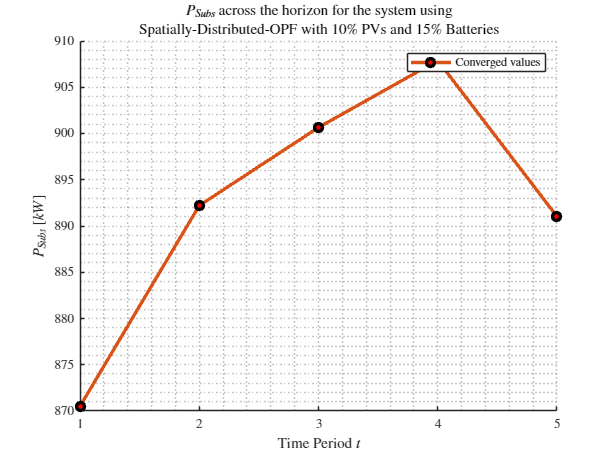 P_Subs across the horizon for the system using
Spatially-Distributed-OPF with 10% PVs and 15% Batteries
910
905
900
895
890
885
880
875
870
P_Subs [kW]
Converged values
1
2
3
4
5
Time Period t